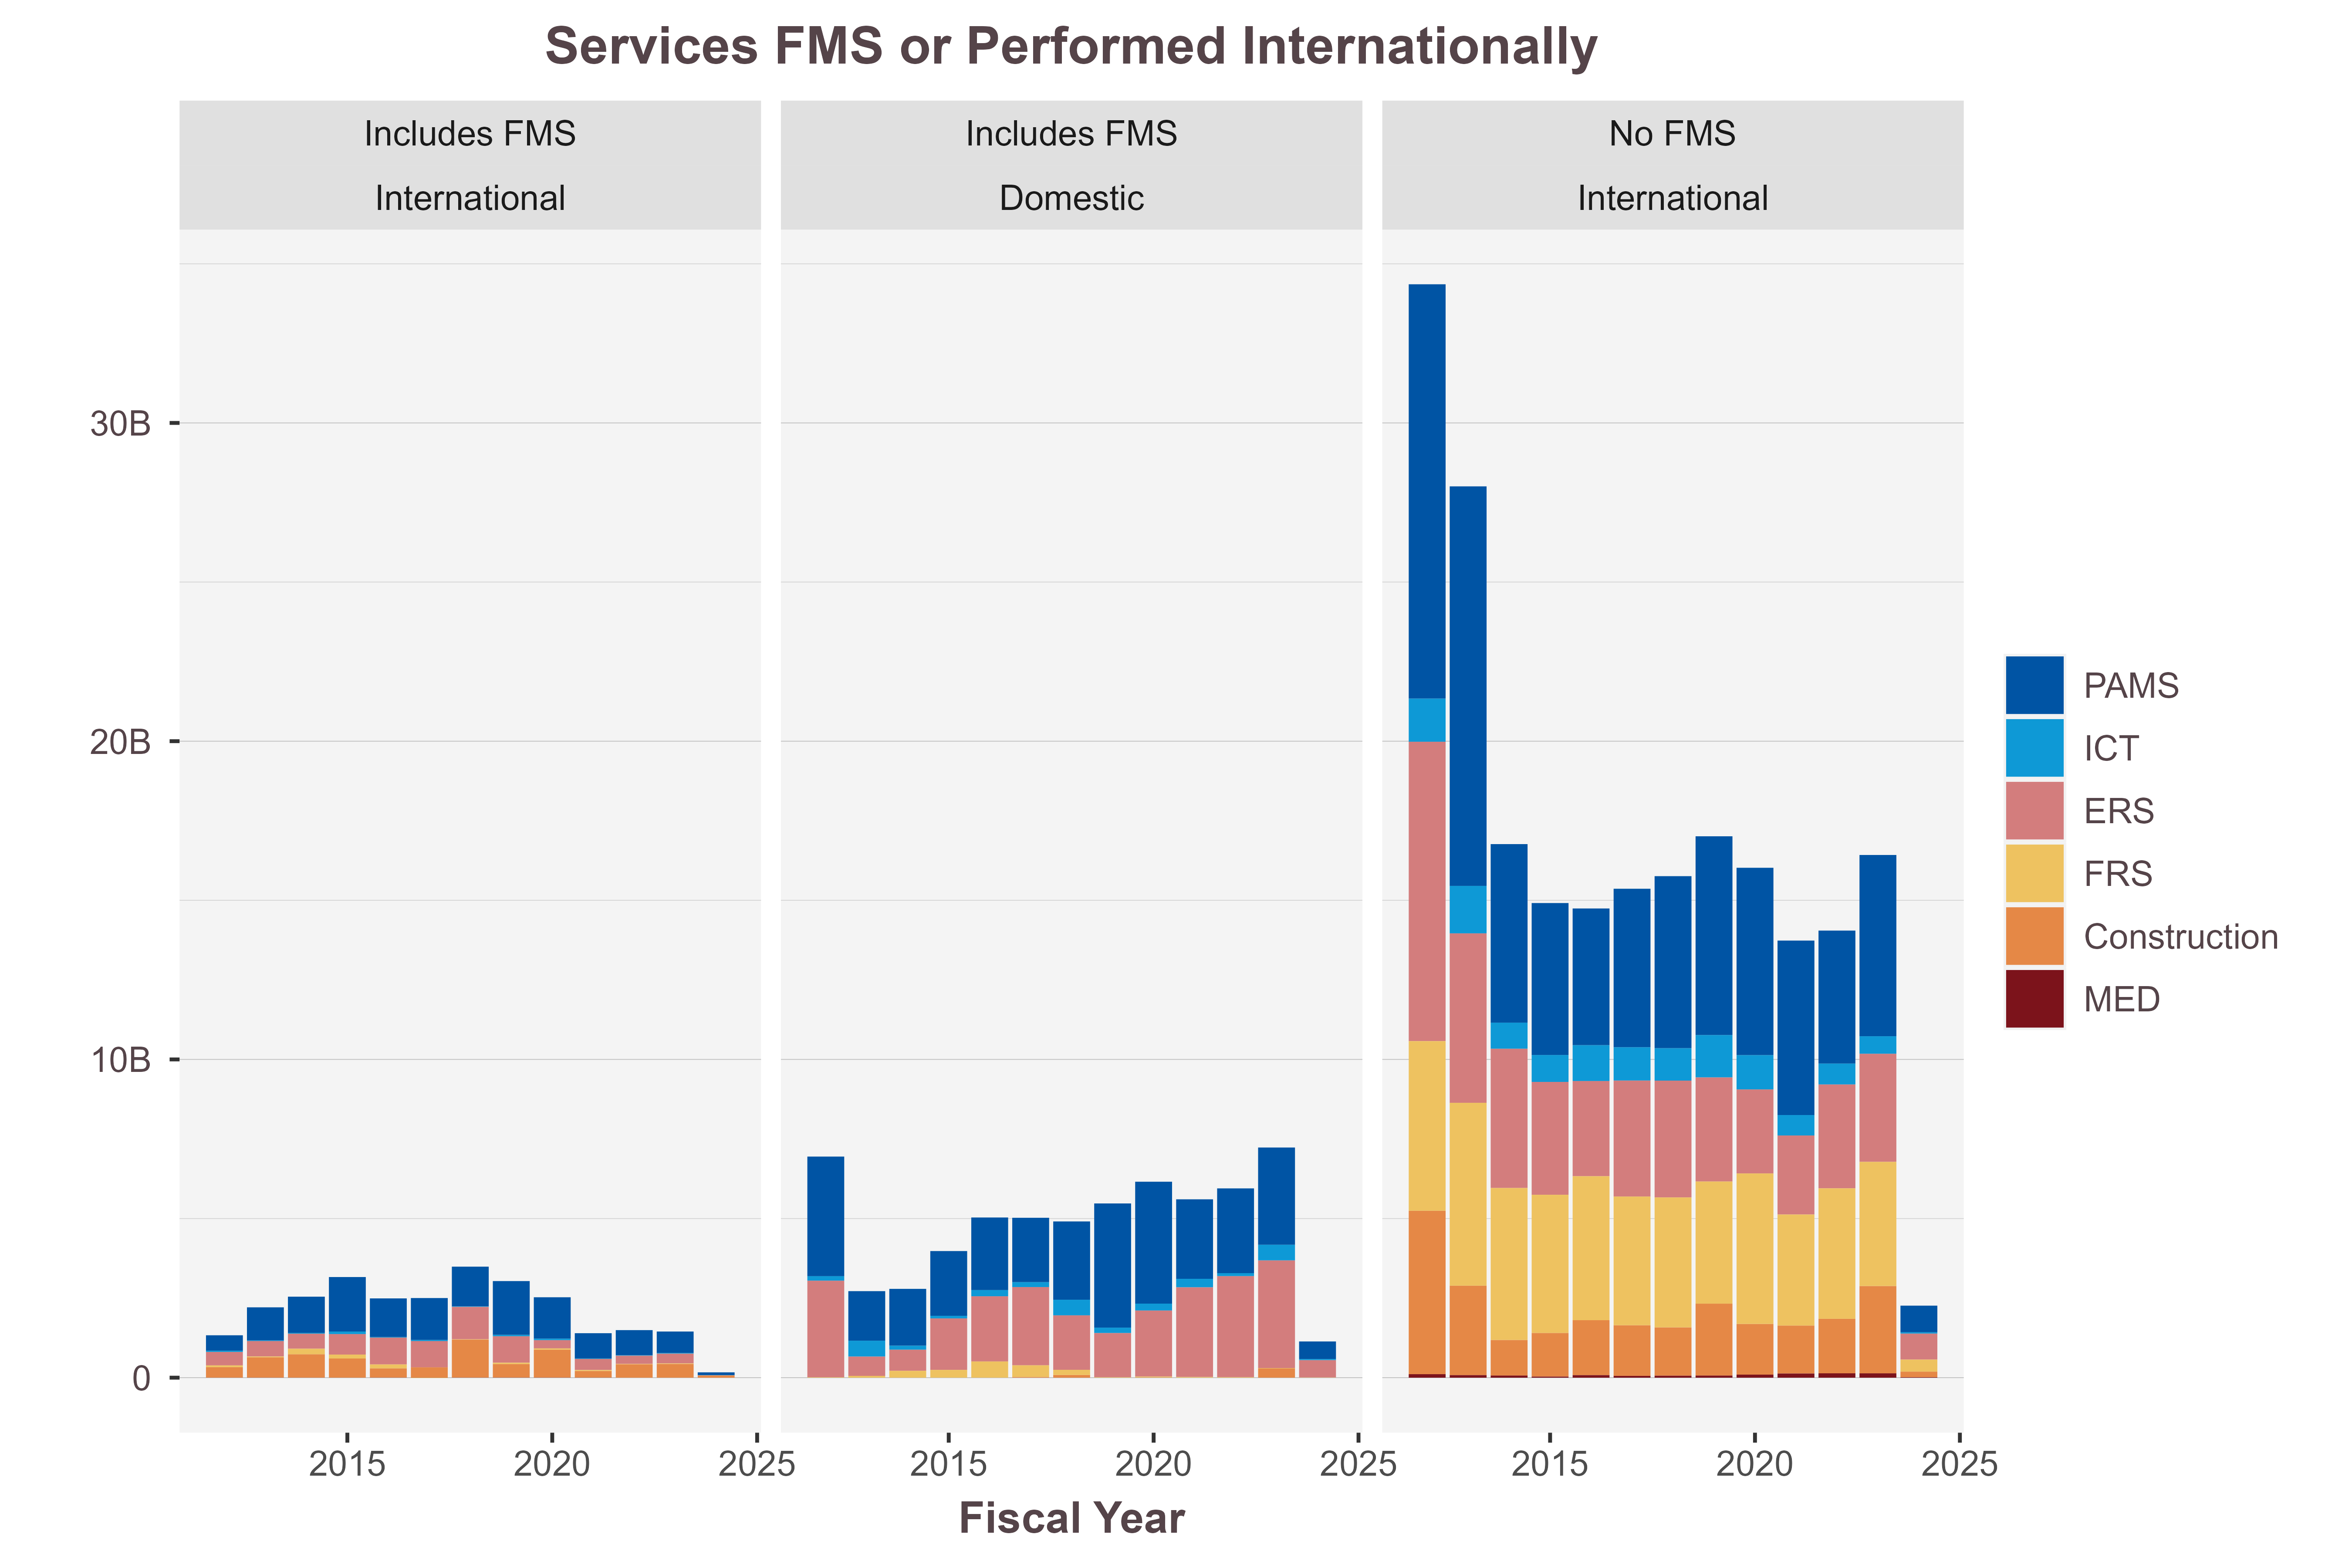 Services FMS or Performed Internationally
Includes FMS
International
Includes FMS
Domestic
No FMS
International
30B
20B
10B
0
2015
2020
2025
2015
2020
2025
2015
2020
2025
Fiscal Year
PAMS
ICT
ERS
FRS
Construction
MED